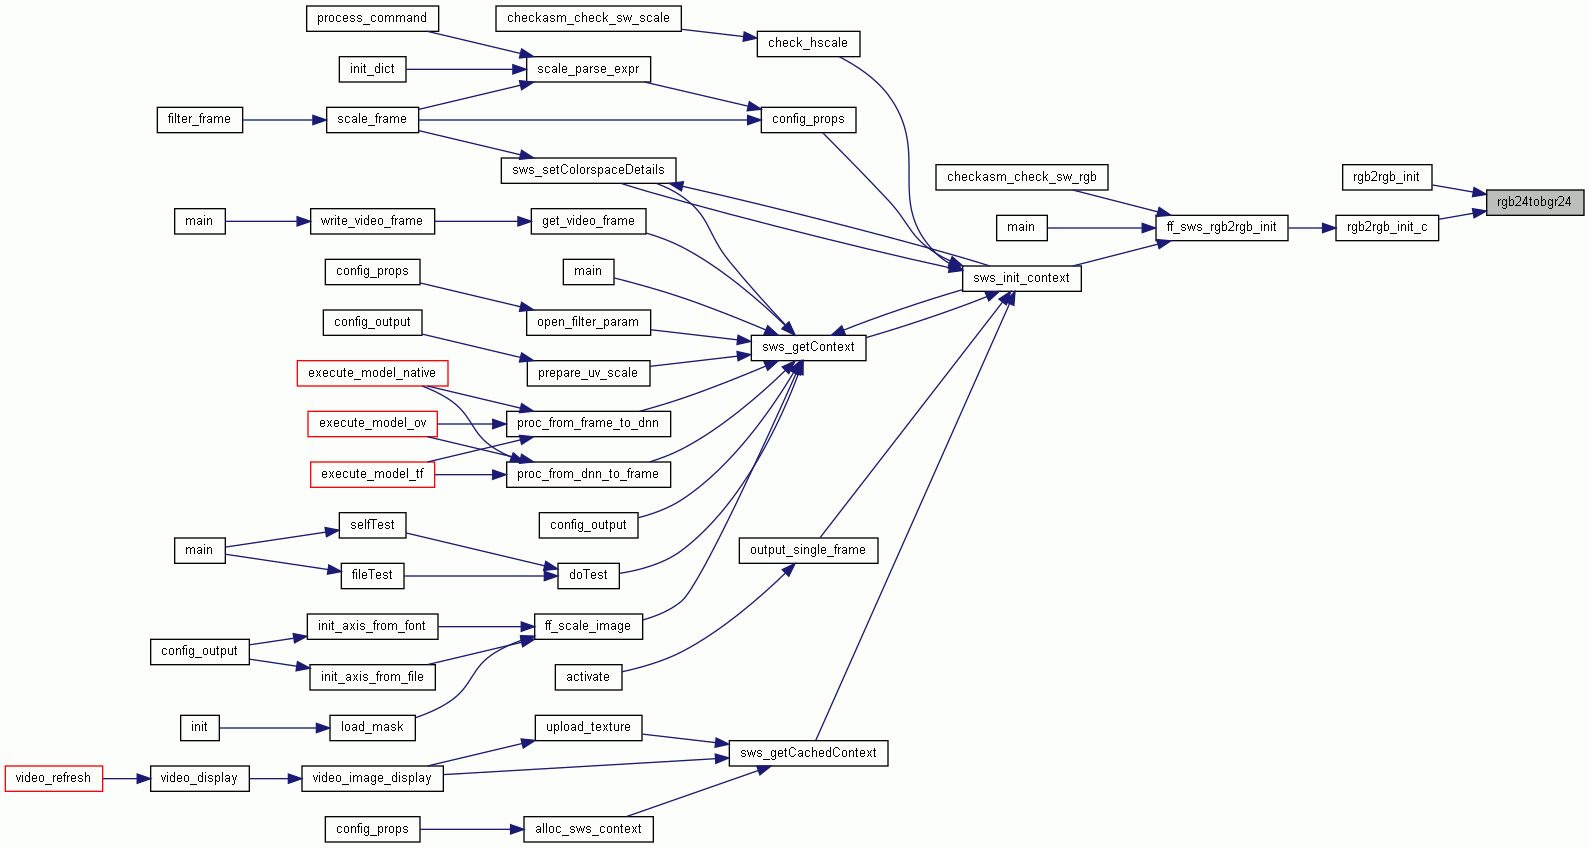 process_command
checkasm_check_sw_scale
check_hscale
init_dict
scale_parse_expr
filter_frame
scale_frame
config_props
sws_setColorspaceDetails
checkasm_check_sw_rgb
rgb2rgb_init
rgb24tobgr24
main
write_video_frame
get_video_frame
main
ff_sws_rgb2rgb_init
rgb2rgb_init_c
config_props
main
sws_init_context
config_output
open_filter_param
sws_getContext
execute_model_native
prepare_uv_scale
execute_model_ov
proc_from_frame_to_dnn
execute_model_tf
proc_from_dnn_to_frame
selfTest
config_output
main
output_single_frame
fileTest
doTest
init_axis_from_font
ff_scale_image
config_output
init_axis_from_file
activate
init
load_mask
upload_texture
sws_getCachedContext
video_refresh
video_display
video_image_display
config_props
alloc_sws_context